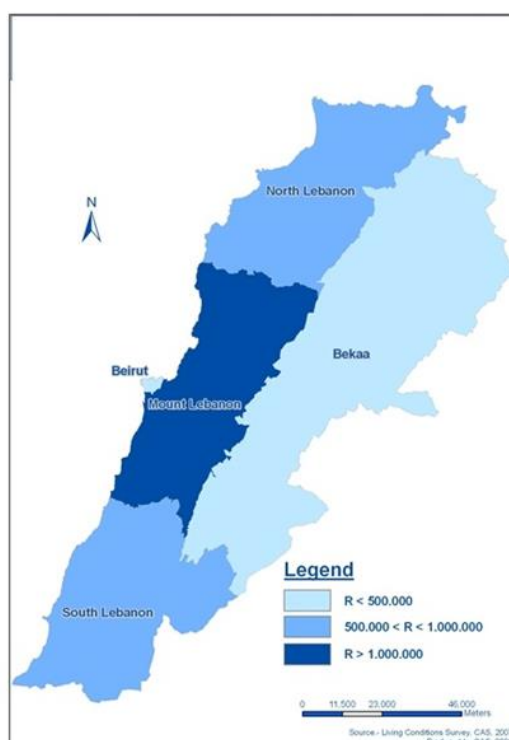 N
North Lebanon
Bekaa
Beirut
Mount Lebanon
South Lebanon
Legend
R < 500.000
500.000 < R < 1.000.000
R > 1.000.000
0 11,500 23,000 46,000
Meters
Source.- Living Conditions Survey. CAS, 200